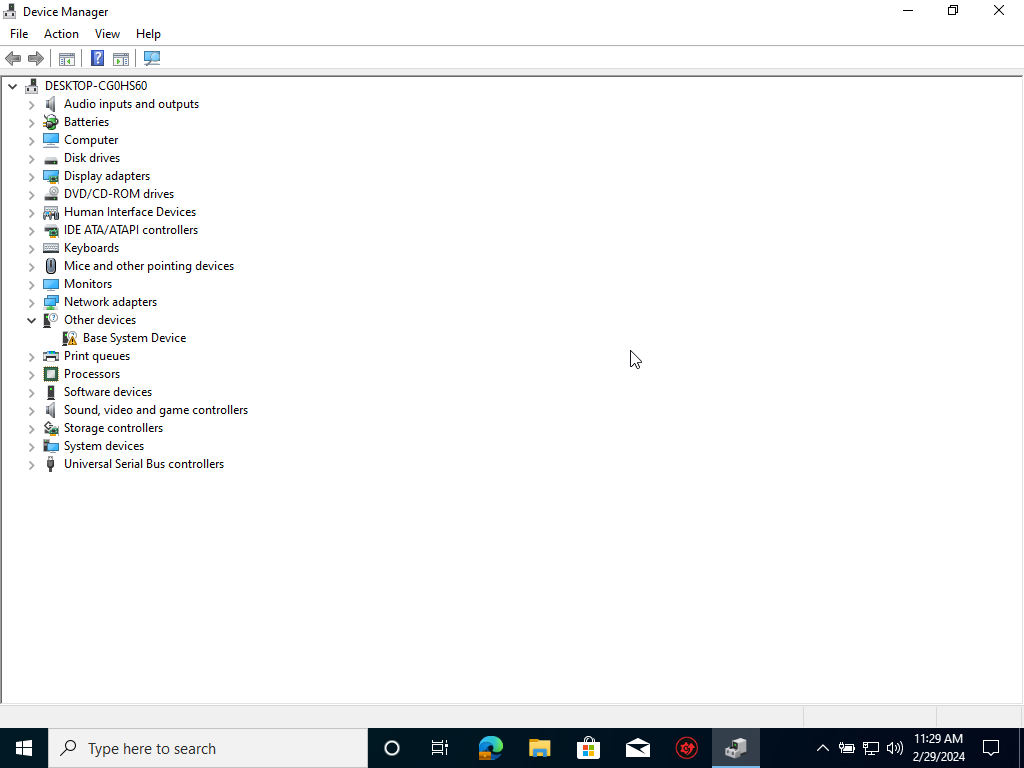 Device Manager
File Action View Help
DESKTOP-CG0HS60
Audio inputs and outputs
Batteries
Computer
Disk drives
Display adapters
DVD/CD-ROM drives
Human Interface Devices
IDE ATA/ATAPI controllers
Keyboards
Mice and other pointing devices
Monitors
Network adapters
Other devices
Base System Device
Print queues
Processors
Software devices
Sound, video and game controllers
Storage controllers
System devices
Universal Serial Bus controllers
Type here to search
11:29 AM
2/29/2024